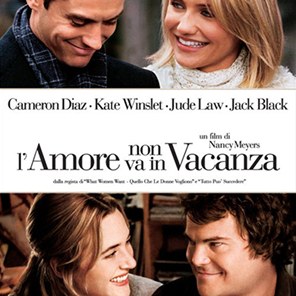 Cameron Diaz · Kate Winslet · Jude Law · Jack Black
un film di
Nancy Meyers
l'Amore non va in Vacanza
dalla regista di "What Women Want - Quello Che Le Donne Vogliono" e "Tutto Puo' Succedere"